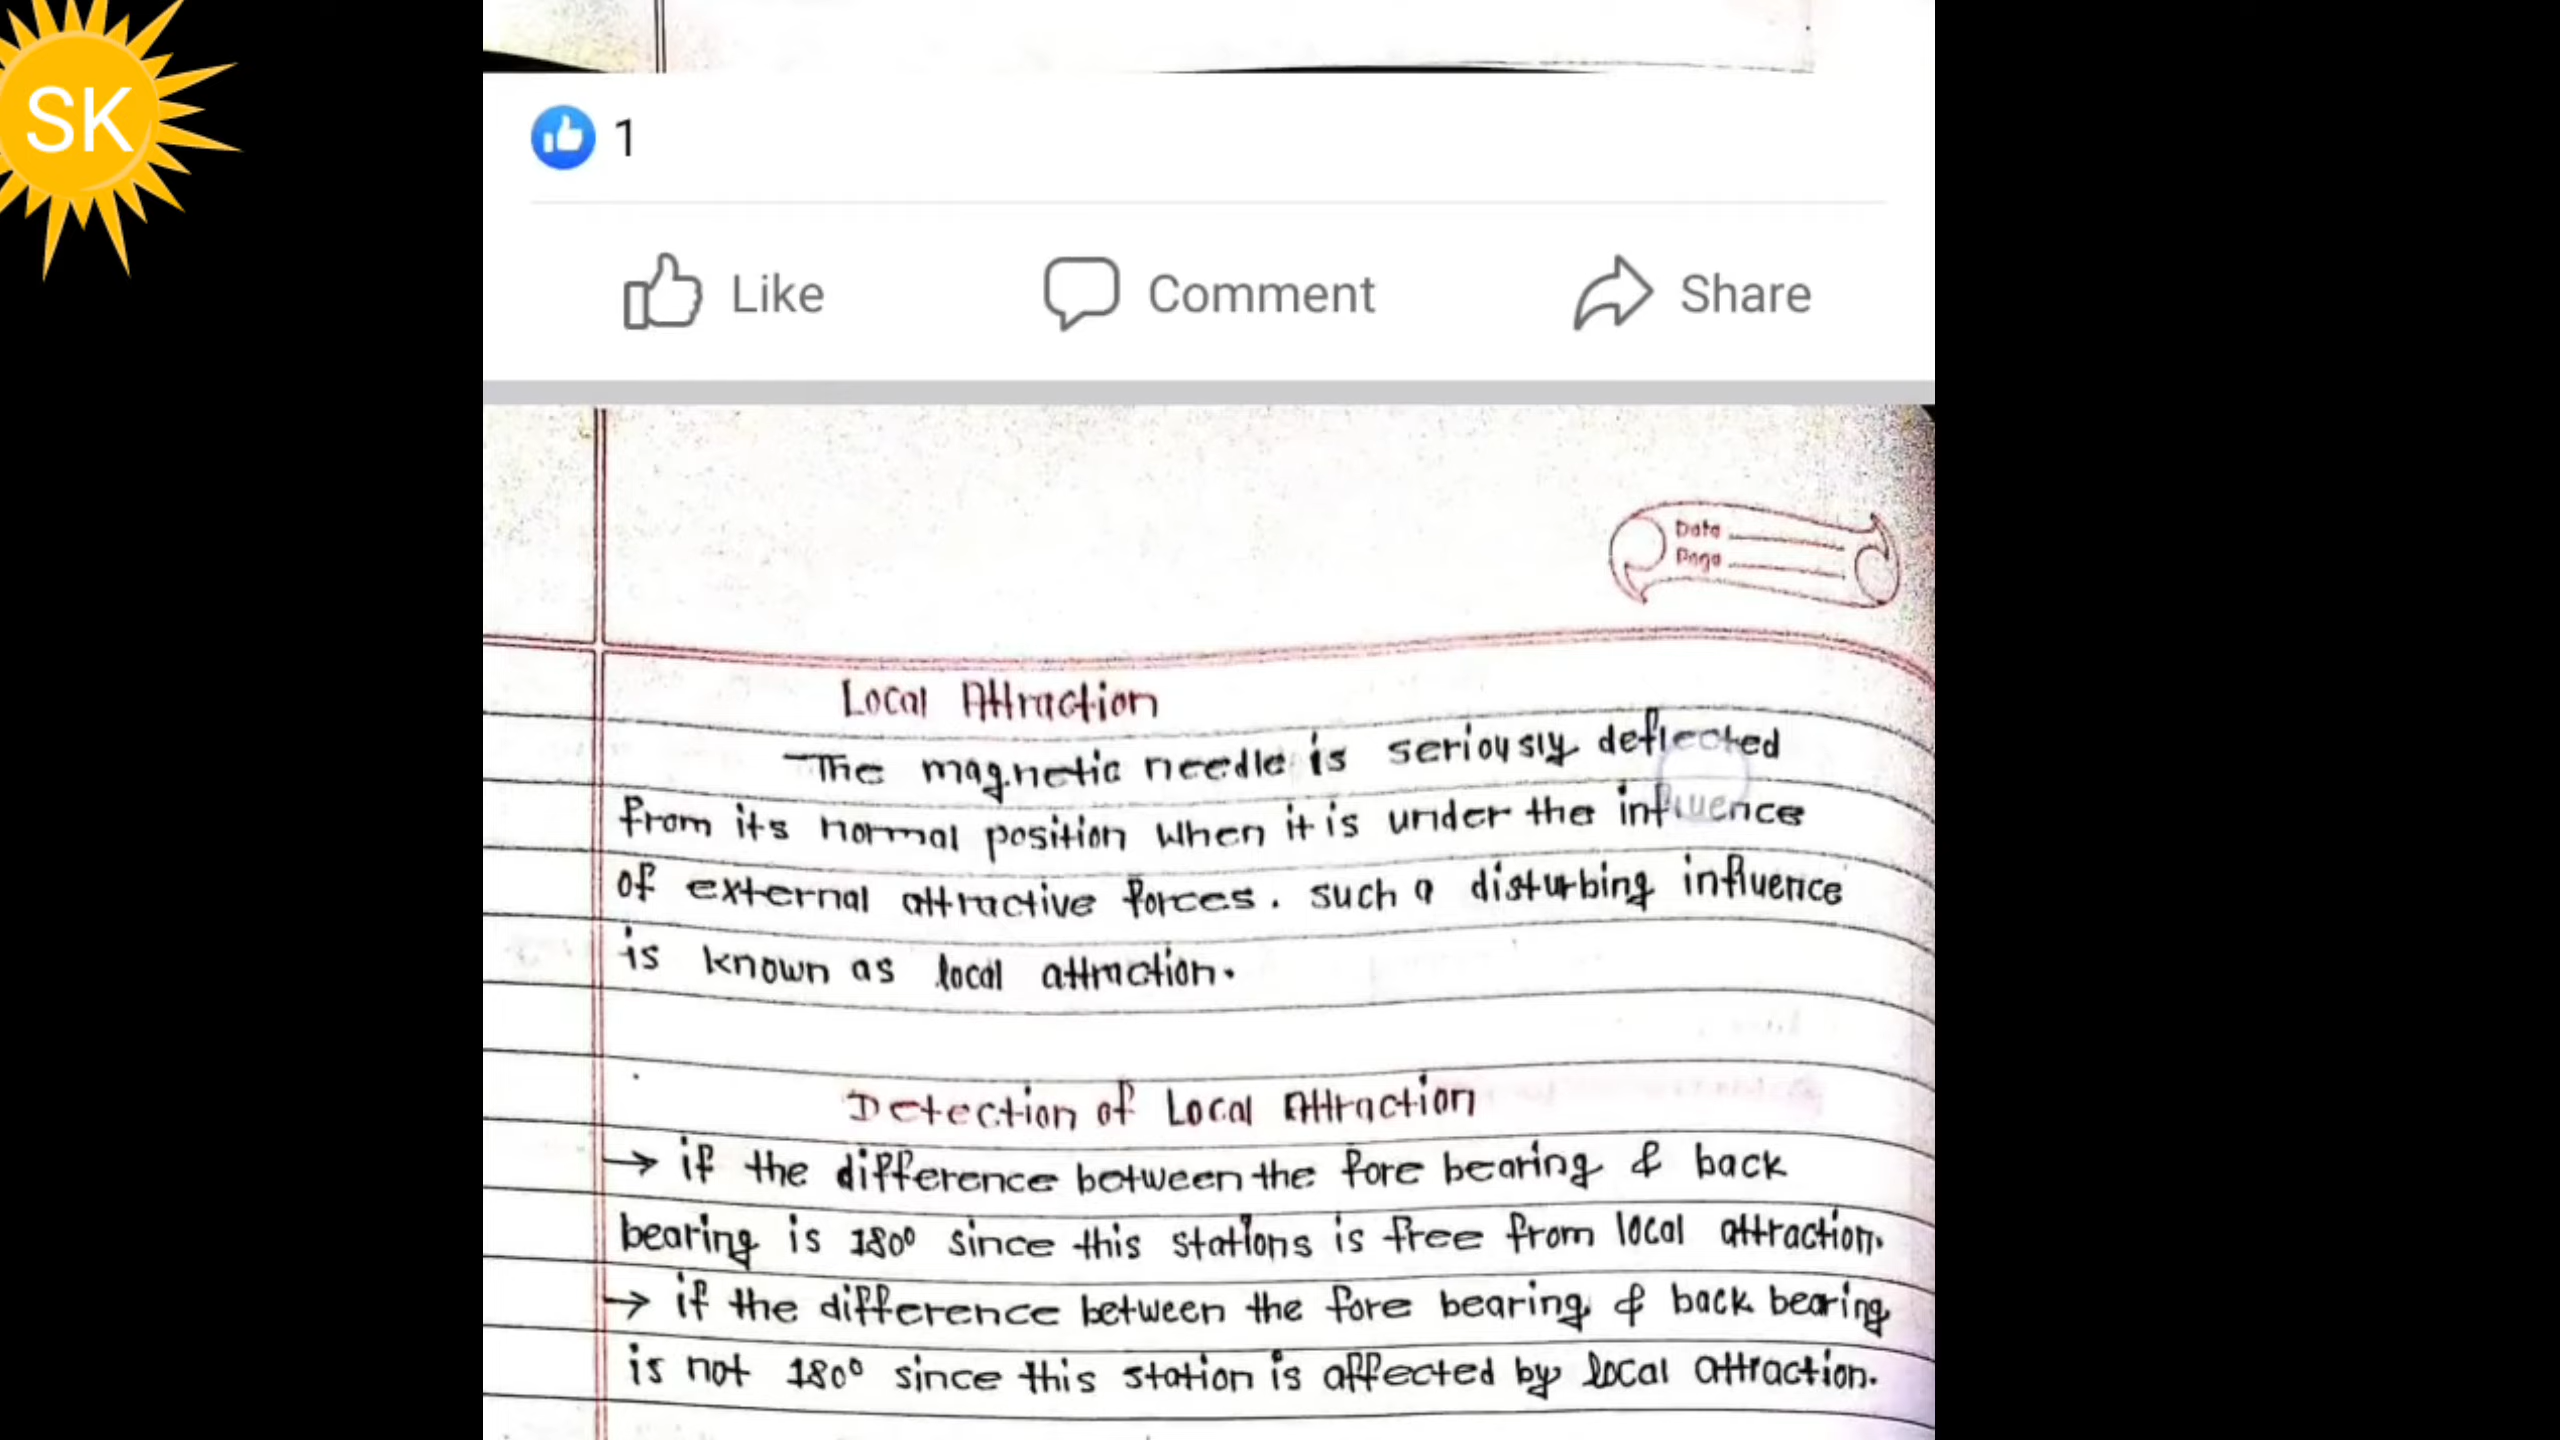 SK
1
Like Comment Share
Date
Page
Local Attraction
The magnetic needle is seriously deflected
from its normal position when it is under the influence
of external attractive forces. such a disturbing influence
is known as local attraction.
Detection of Local Attraction
→ if the difference between the fore bearing & back
bearing is 180° since this stations is free from local attraction.
→ if the difference between the fore bearing & back bearing
is not 180° since this station is affected by local attraction.